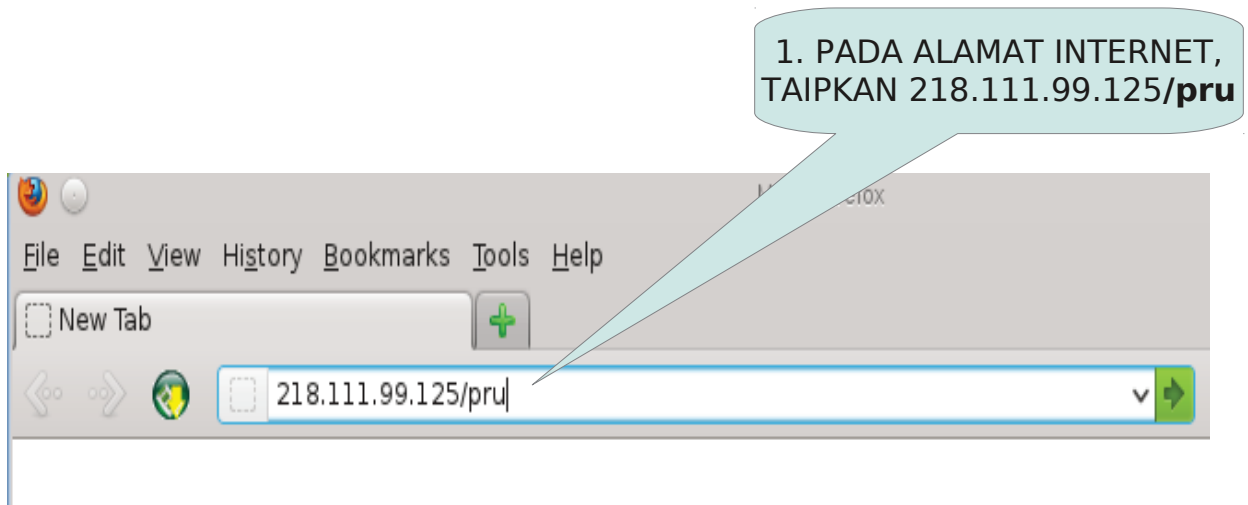 1. PADA ALAMAT INTERNET,
TAIPKAN 218.111.99.125/pru
File Edit View History Bookmarks Tools Help
New Tab
218.111.99.125/pru